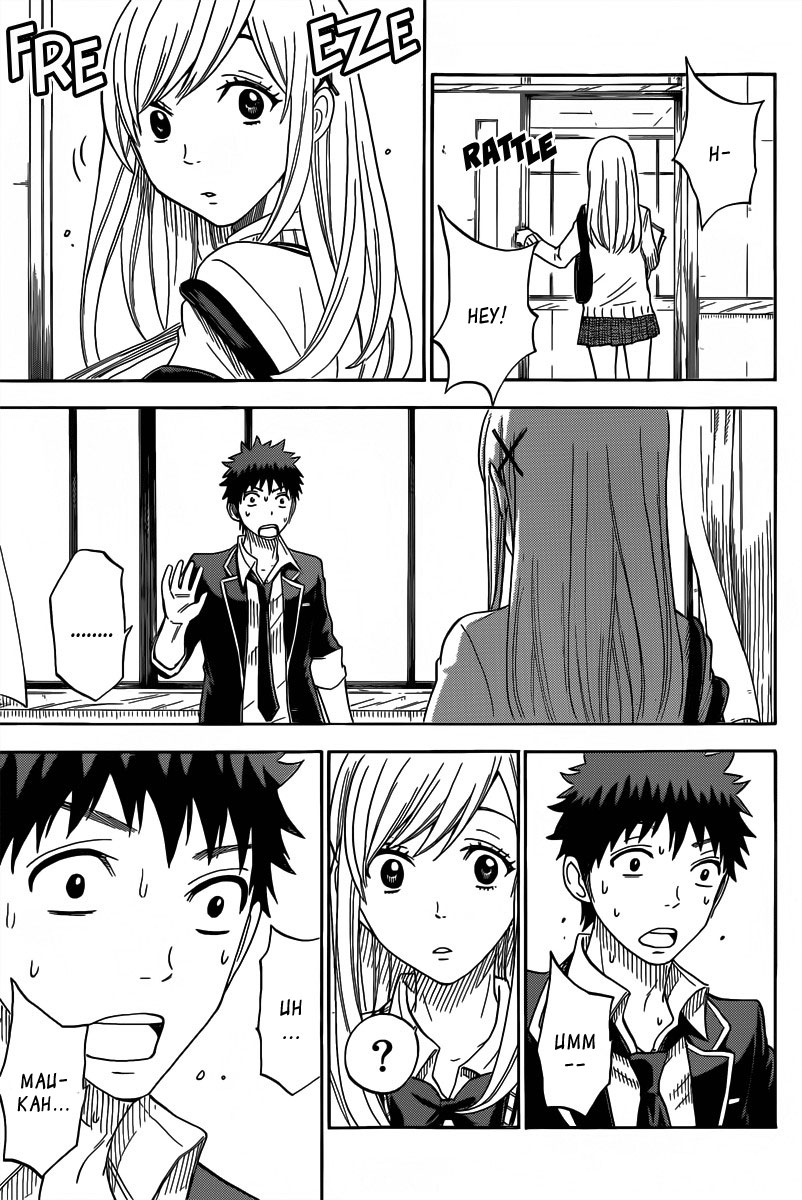 H-
RATTLE
HEY!
FRE
EZE
.........
UMM
--
?
UH
...
MAU-
KAH...